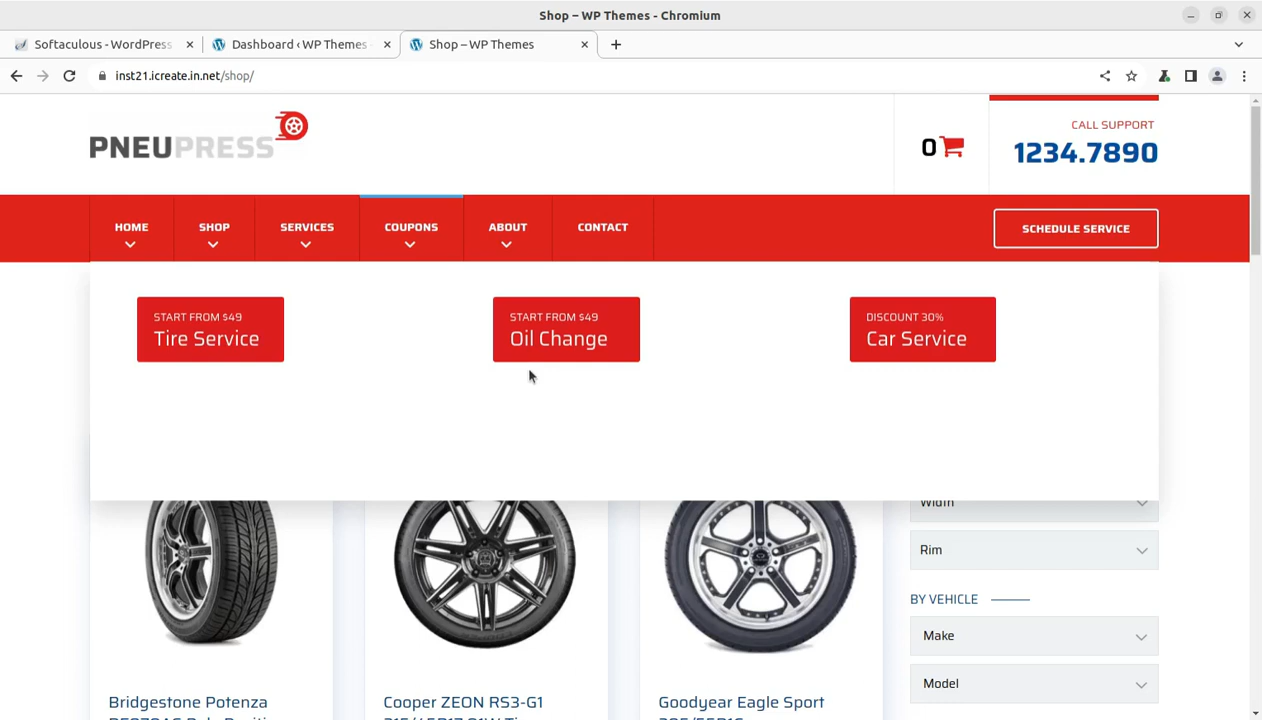 Shop – WP Themes - Chromium
Softaculous - WordPress
Dashboard ‹ WP Themes
Shop – WP Themes
inst21.icreate.in.net/shop/
PNEUPRESS
0
CALL SUPPORT
1234.7890
HOME
SHOP
SERVICES
COUPONS
ABOUT
CONTACT
SCHEDULE SERVICE
START FROM $49
Tire Service
START FROM $49
Oil Change
DISCOUNT 30%
Car Service
Width
Rim
BY VEHICLE
Make
Model
Bridgestone Potenza
Cooper ZEON RS3-G1
Goodyear Eagle Sport